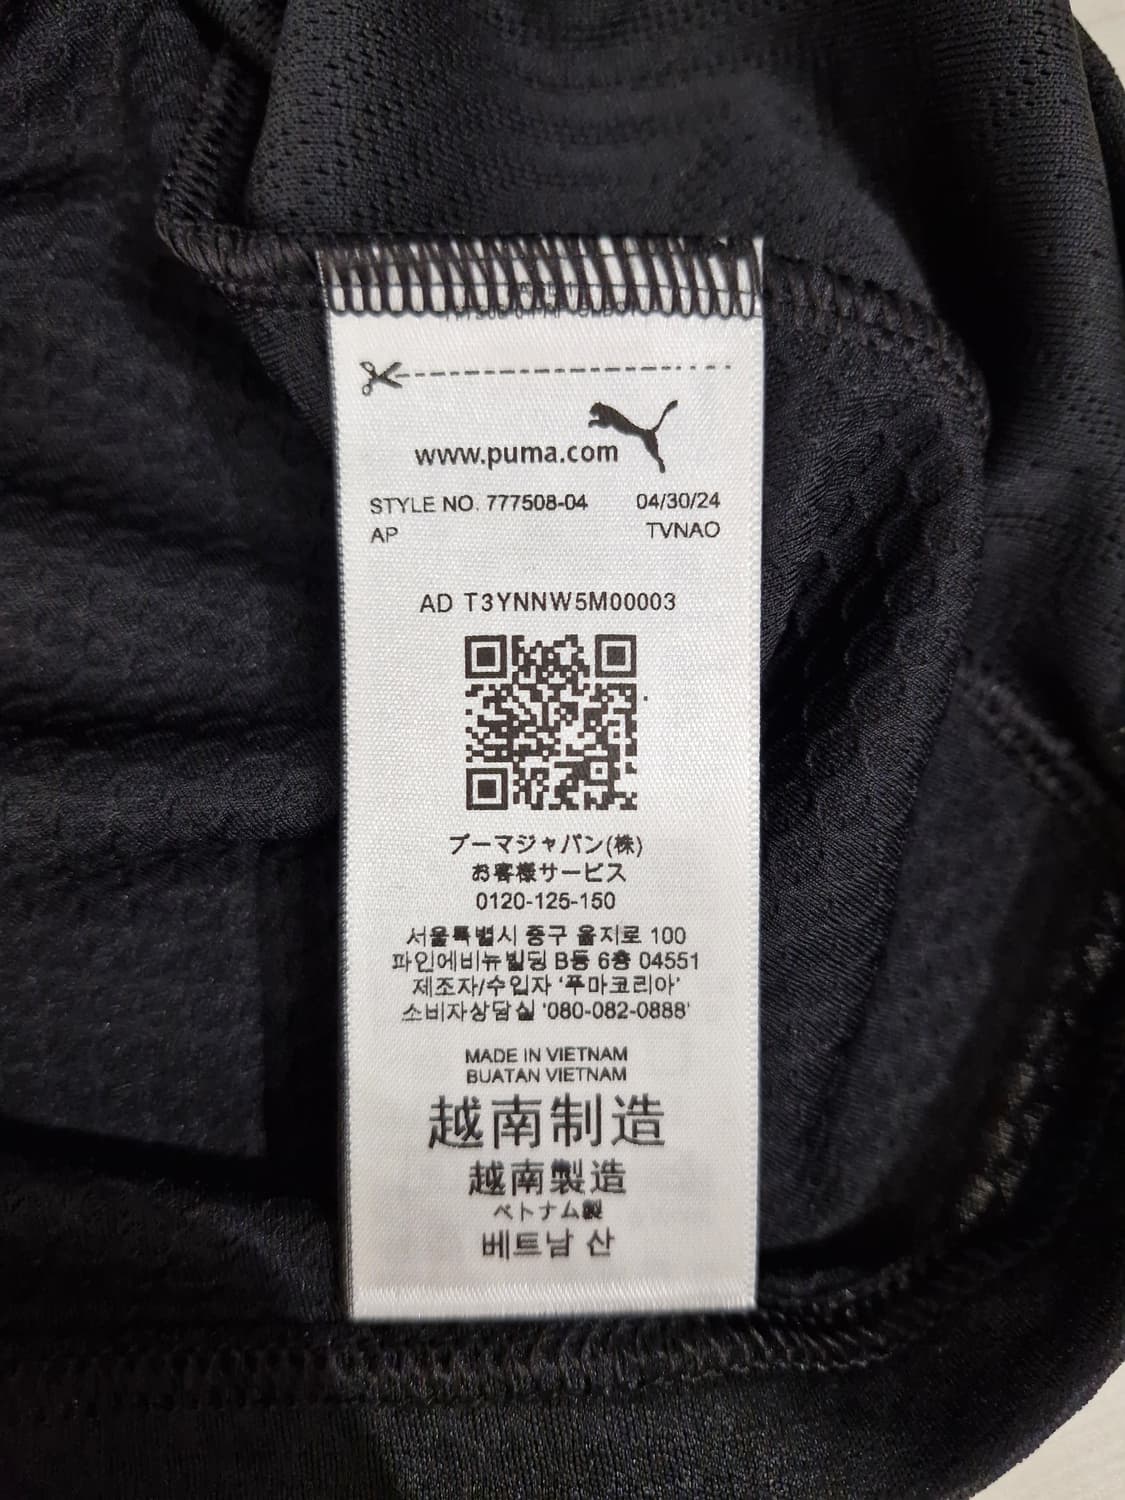 www.puma.com
STYLE NO. 777508-04 04/30/24
AP TVNAO
AD T3YNNW5M00003
プーマジャパン(株)
お客様サービス
0120-125-150
서울특별시 중구 을지로 100
파인에비뉴빌딩 B동 6층 04551
제조자/수입자 '푸마코리아'
소비자상담실 '080-082-0888'
MADE IN VIETNAM
BUATAN VIETNAM
越南制造
越南製造
ベトナム製
베트남 산